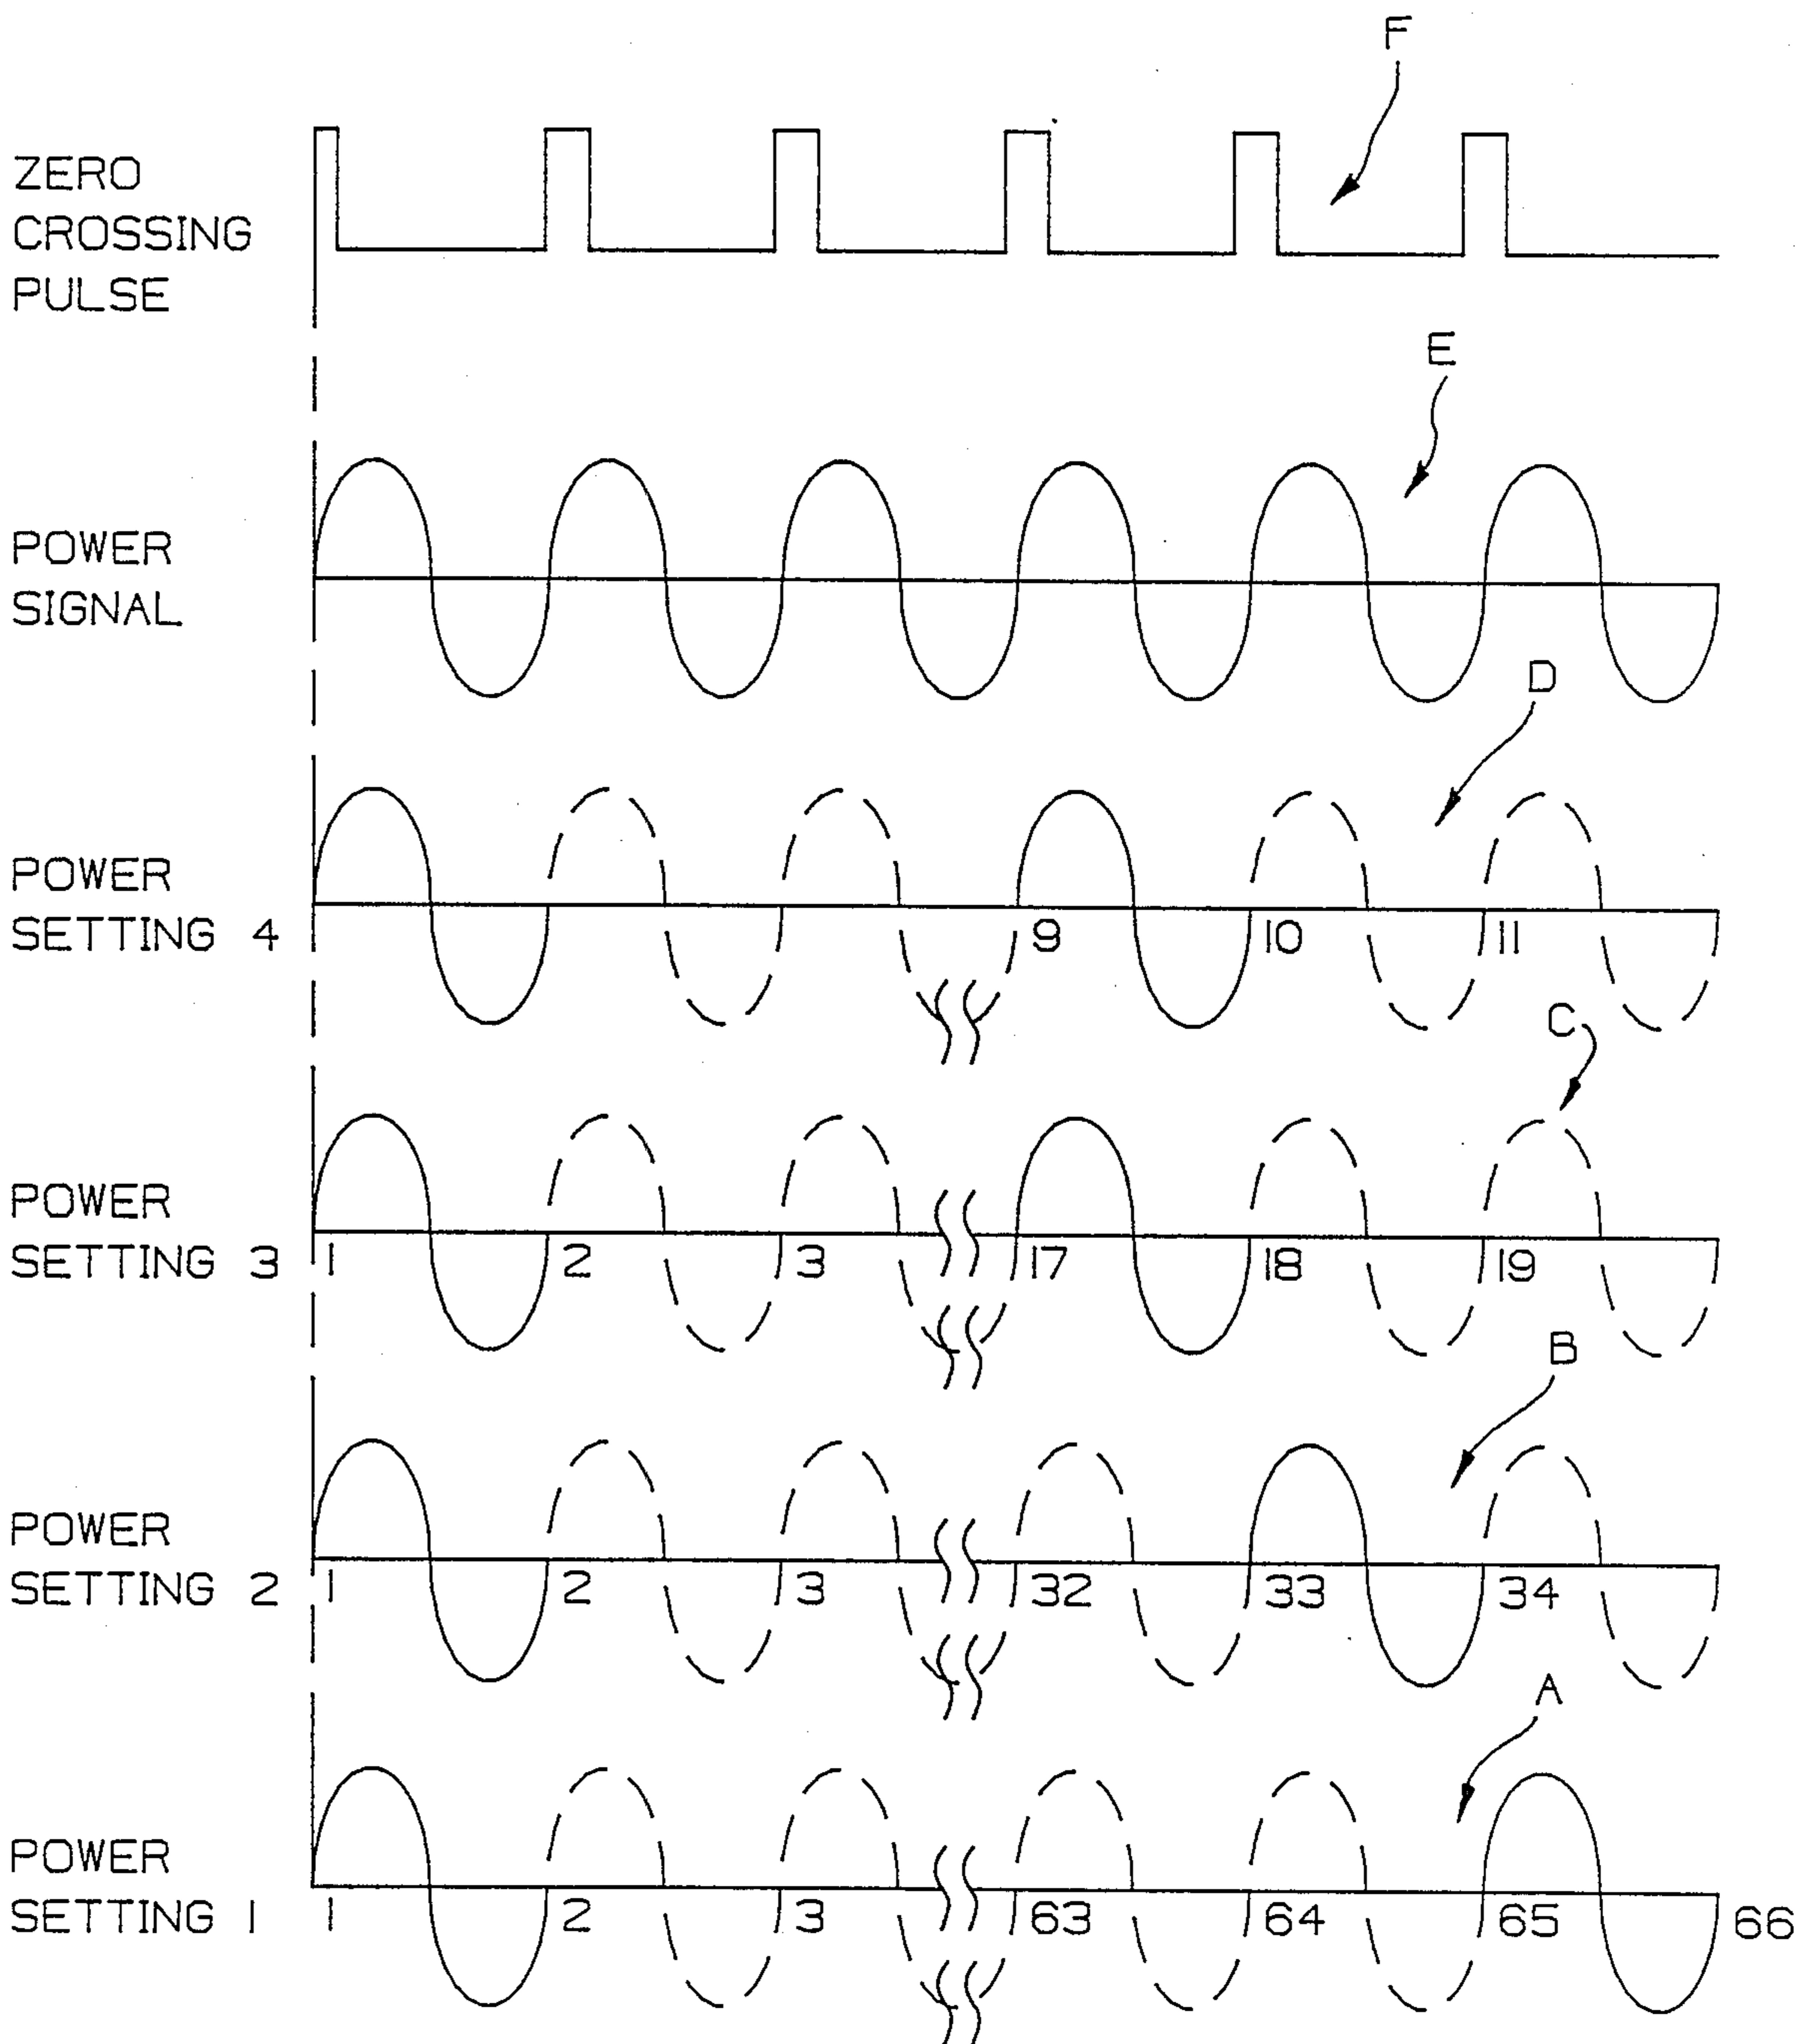 F
ZERO
CROSSING
PULSE
E
POWER
SIGNAL
D
POWER
SETTING 4
9 10 11
C
POWER
SETTING 3
1 2 3 17 18 19
B
POWER
SETTING 2
1 2 3 32 33 34
A
POWER
SETTING 1
1 2 3 63 64 65 66